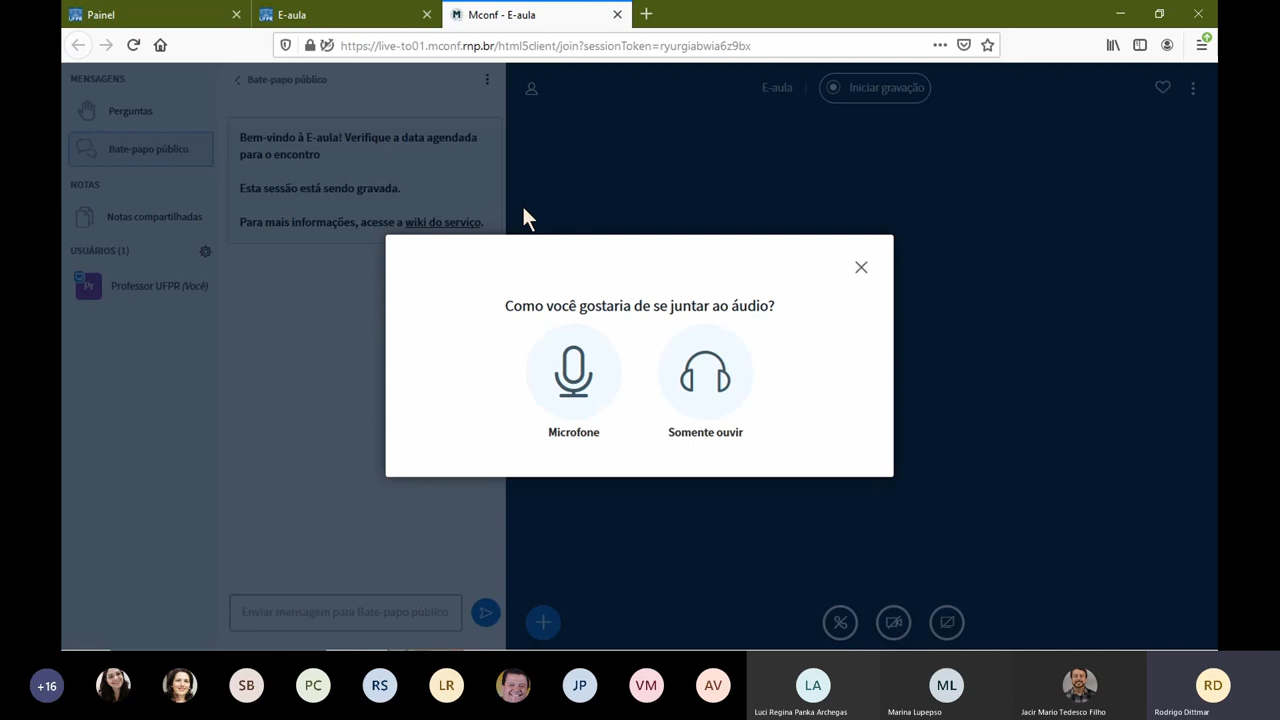 Painel
E-aula
Mconf - E-aula
https://live-to01.mconf.rnp.br/html5client/join?sessionToken=ryurgiabwia6z9bx
MENSAGENS
Perguntas
Bate-papo público
NOTAS
Notas compartilhadas
USUÁRIOS (1)
Pr
Professor UFPR (Você)
Bate-papo público
Bem-vindo à E-aula! Verifique a data agendada
para o encontro
Esta sessão está sendo gravada.
Para mais informações, acesse a wiki do serviço.
Enviar mensagem para Bate-papo público
E-aula
Iniciar gravação
Como você gostaria de se juntar ao áudio?
Microfone
Somente ouvir
+16
SB
PC
RS
LR
JP
VM
AV
LA
Luci Regina Panka Archegas
ML
Marina Lupepso
Jacir Mario Tedesco Filho
RD
Rodrigo Dittmar